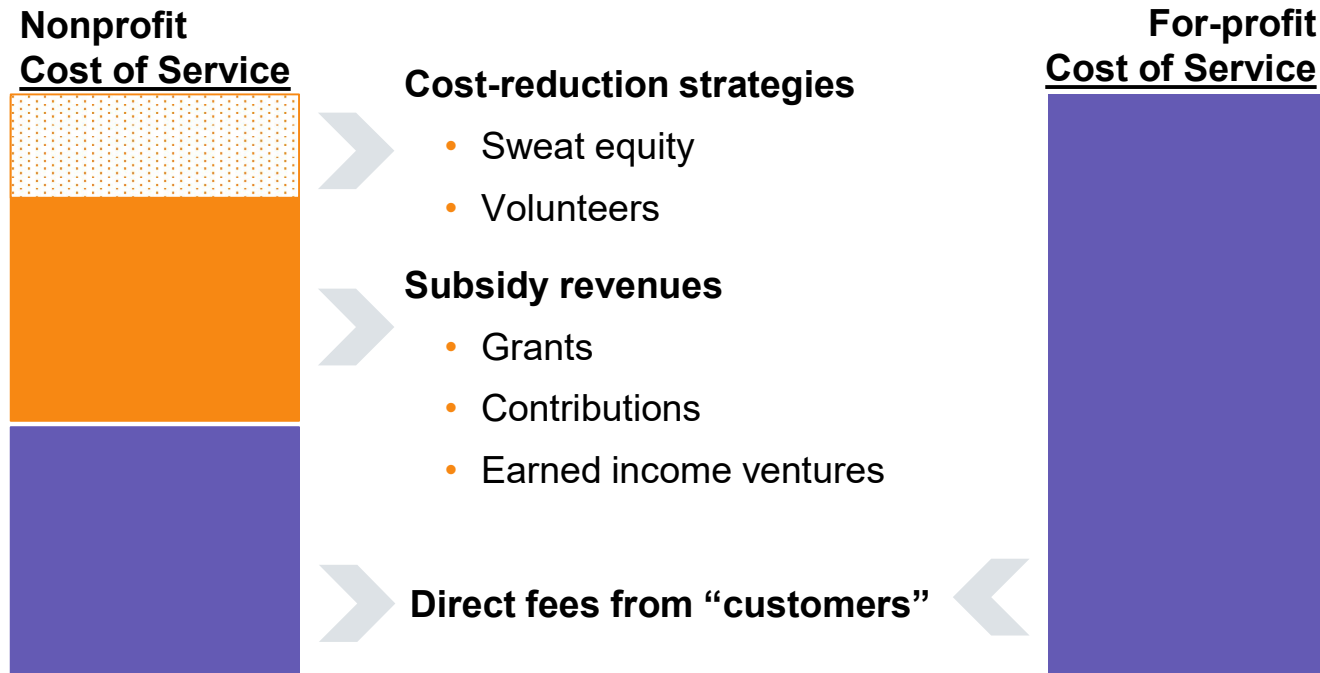 Nonprofit
Cost of Service
For-profit
Cost of Service
Cost-reduction strategies
• Sweat equity
• Volunteers
Subsidy revenues
• Grants
• Contributions
• Earned income ventures
Direct fees from “customers”